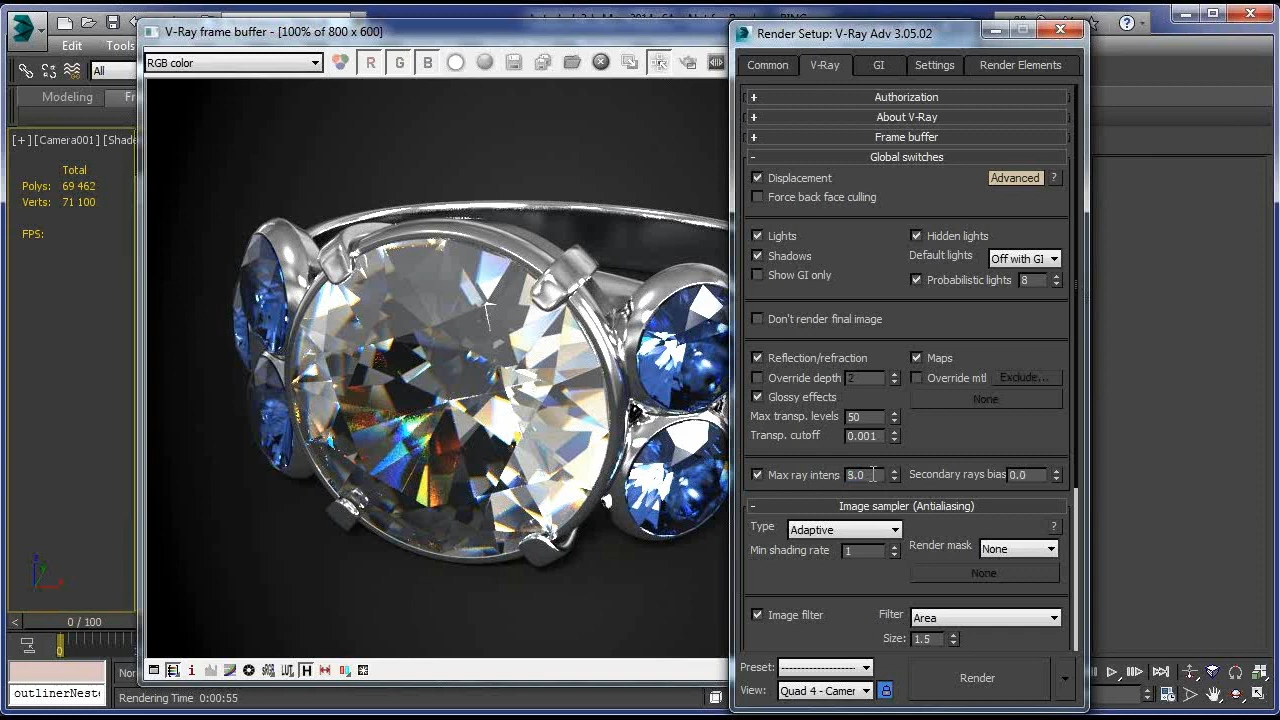 V-Ray frame buffer - [100% of 800 x 600]
Render Setup: V-Ray Adv 3.05.02
Edit
Tools
RGB color
R
G
B
Common
V-Ray
GI
Settings
Render Elements
All
Modeling
Fr
[+] [Camera001] [Shade
Total
Polys: 69 462
Verts: 71 100
FPS:
+ Authorization
+ About V-Ray
+ Frame buffer
- Global switches
Displacement
Advanced
?
Force back face culling
Lights
Hidden lights
Shadows
Default lights
Off with GI
Show GI only
Probabilistic lights
8
Don't render final image
Reflection/refraction
Maps
Override depth
2
Override mtl
Exclude...
Glossy effects
None
Max transp. levels
50
Transp. cutoff
0.001
Max ray intens
8.0
Secondary rays bias
0.0
- Image sampler (Antialiasing)
Type
Adaptive
?
Min shading rate
1
Render mask
None
None
Image filter
Filter
Area
Size:
1.5
< 0 / 100
0
Preset:
Render
View:
Quad 4 - Camer
H
outlinerNeste
Non
Rendering Time 0:00:55